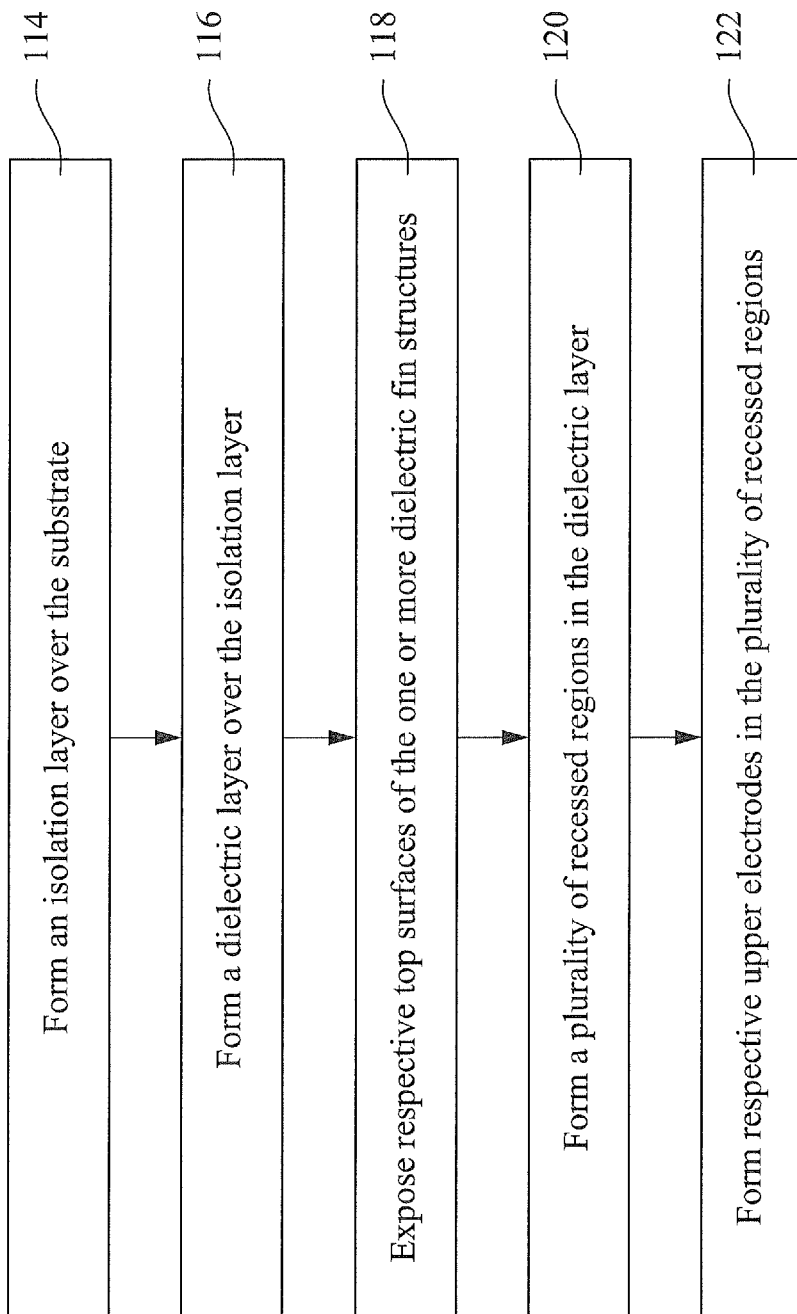 Form an isolation layer over the substrate
114
Form a dielectric layer over the isolation layer
116
Expose respective top surfaces of the one or more dielectric fin structures
118
Form a plurality of recessed regions in the dielectric layer
120
Form respective upper electrodes in the plurality of recessed regions
122